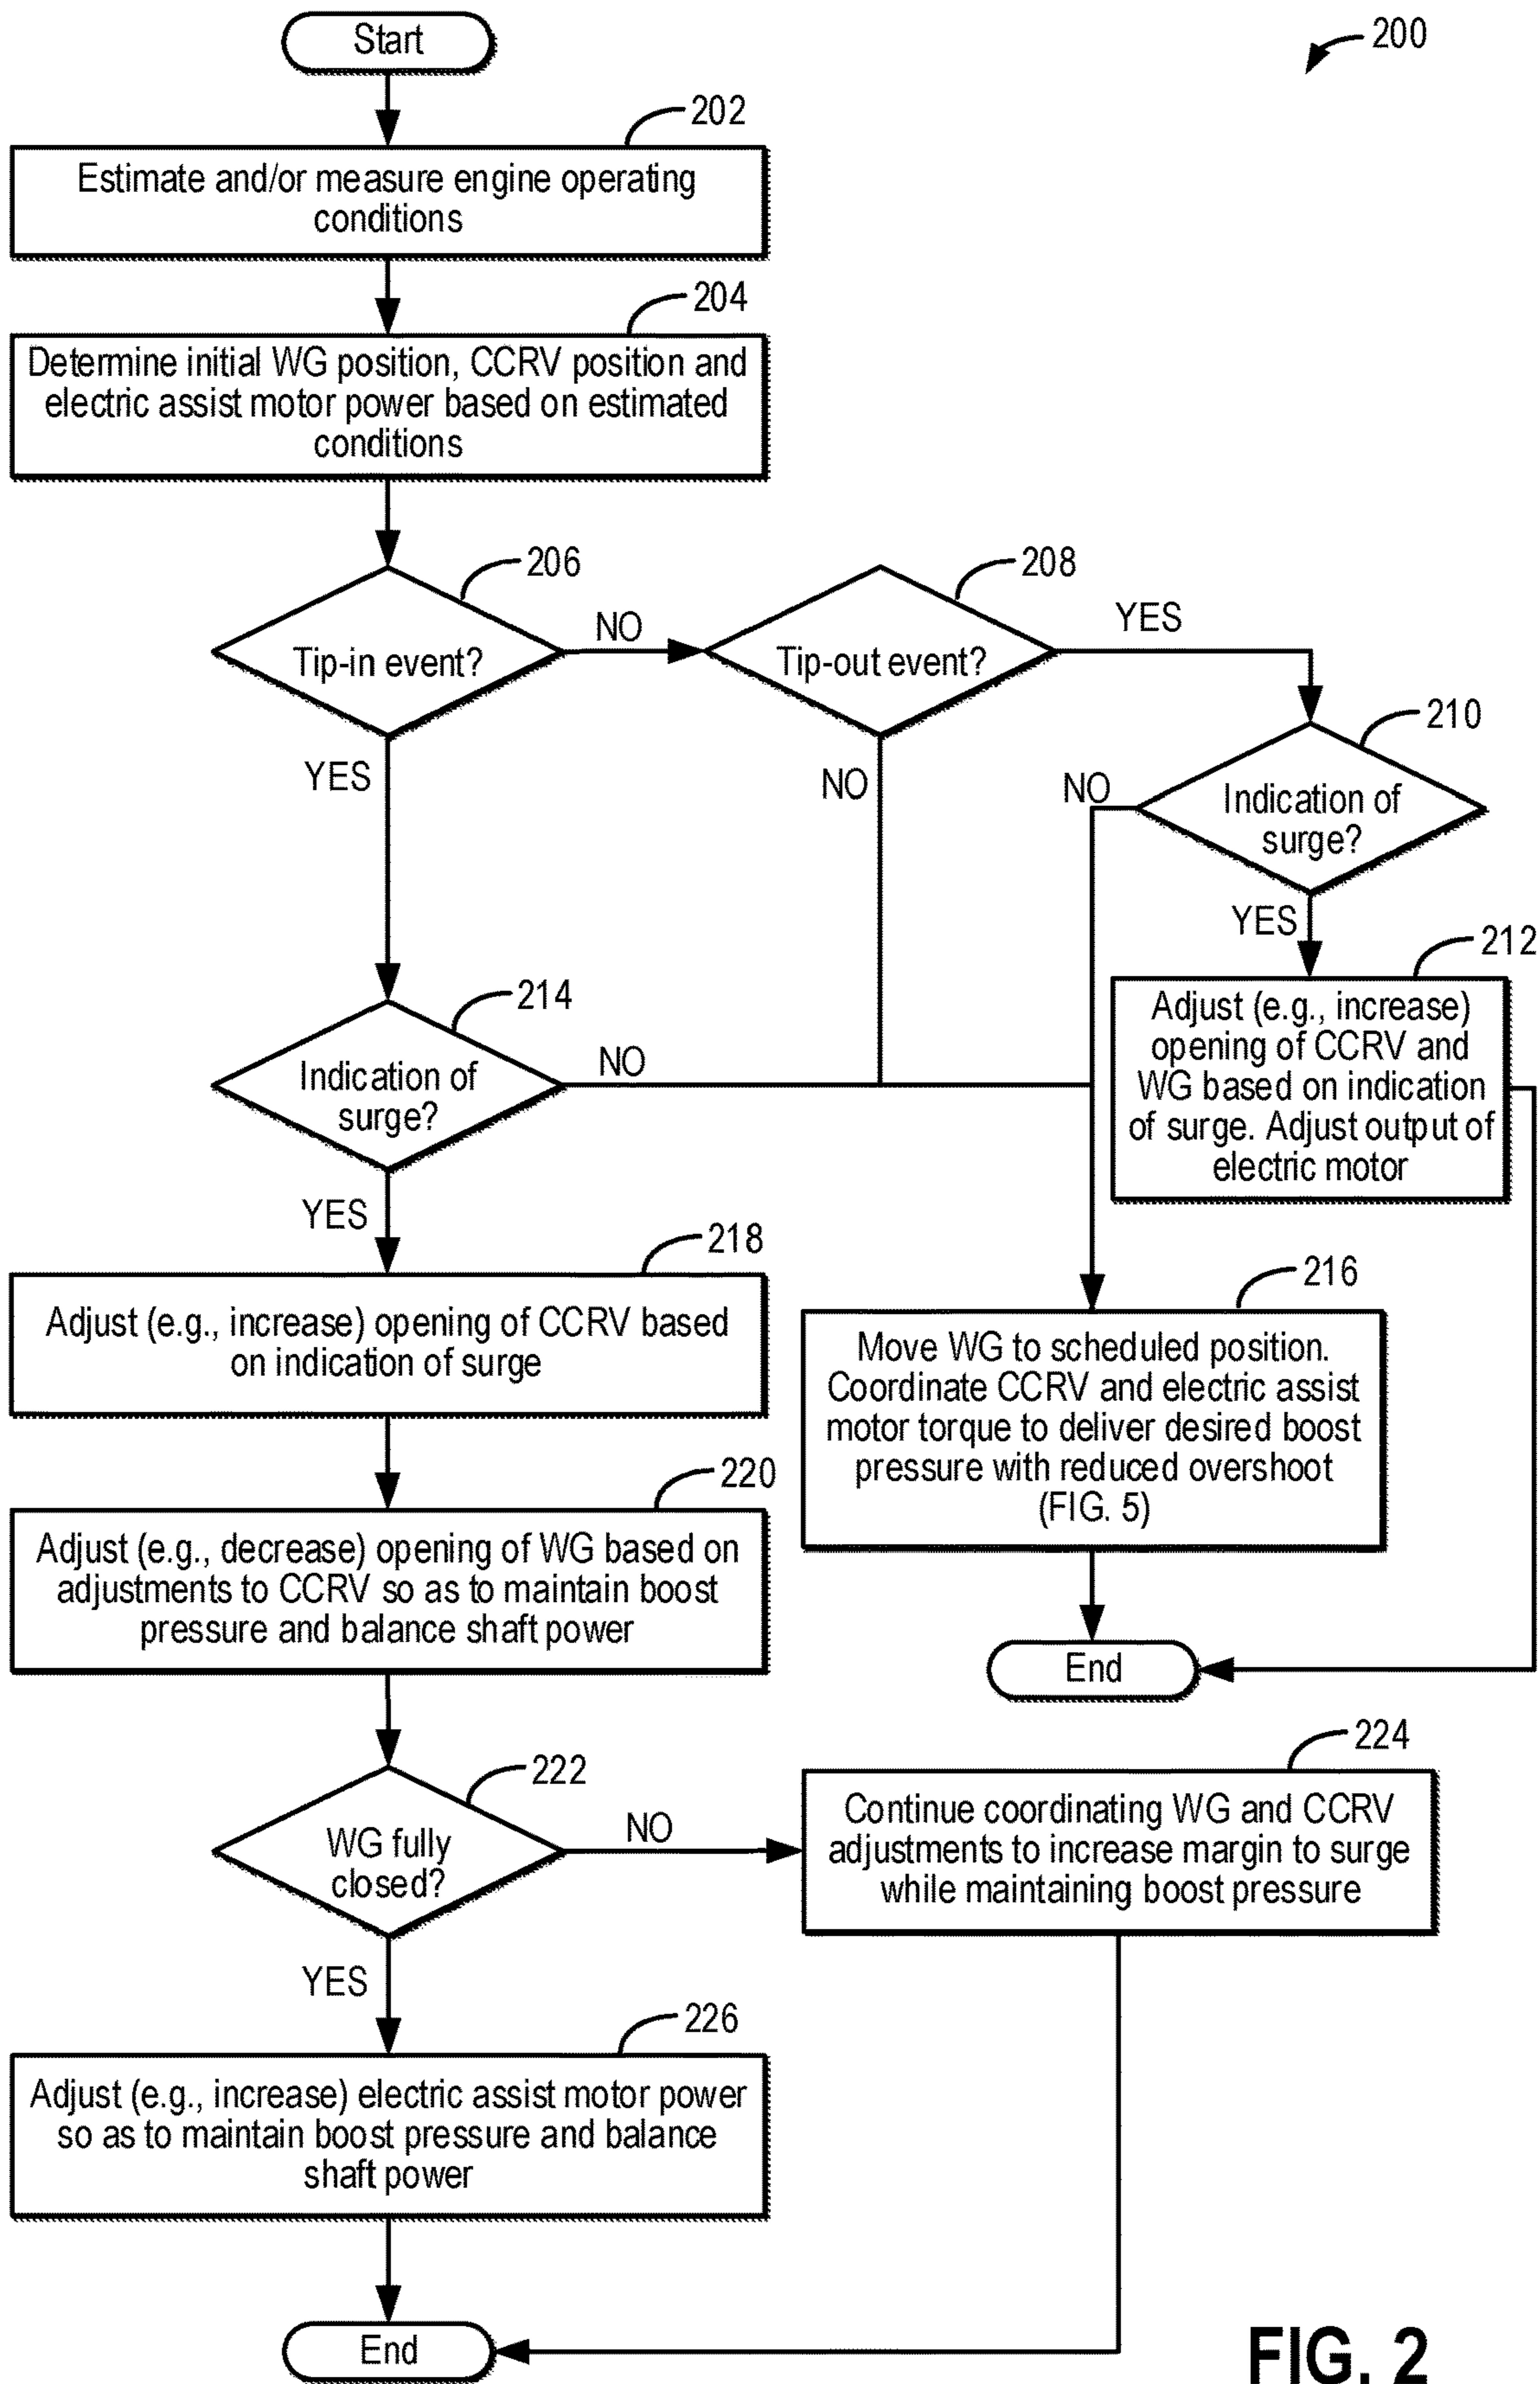 Start
200
202
Estimate and/or measure engine operating
conditions
204
Determine initial WG position, CCRV position and
electric assist motor power based on estimated
conditions
206
Tip-in event?
NO
YES
208
Tip-out event?
YES
NO
210
Indication of
surge?
NO
YES
212
Adjust (e.g., increase)
opening of CCRV and
WG based on indication
of surge. Adjust output of
electric motor
214
Indication of
surge?
NO
YES
216
Move WG to scheduled position.
Coordinate CCRV and electric assist
motor torque to deliver desired boost
pressure with reduced overshoot
(FIG. 5)
End
218
Adjust (e.g., increase) opening of CCRV based
on indication of surge
220
Adjust (e.g., decrease) opening of WG based on
adjustments to CCRV so as to maintain boost
pressure and balance shaft power
222
WG fully
closed?
NO
YES
224
Continue coordinating WG and CCRV
adjustments to increase margin to surge
while maintaining boost pressure
226
Adjust (e.g., increase) electric assist motor power
so as to maintain boost pressure and balance
shaft power
End
FIG. 2